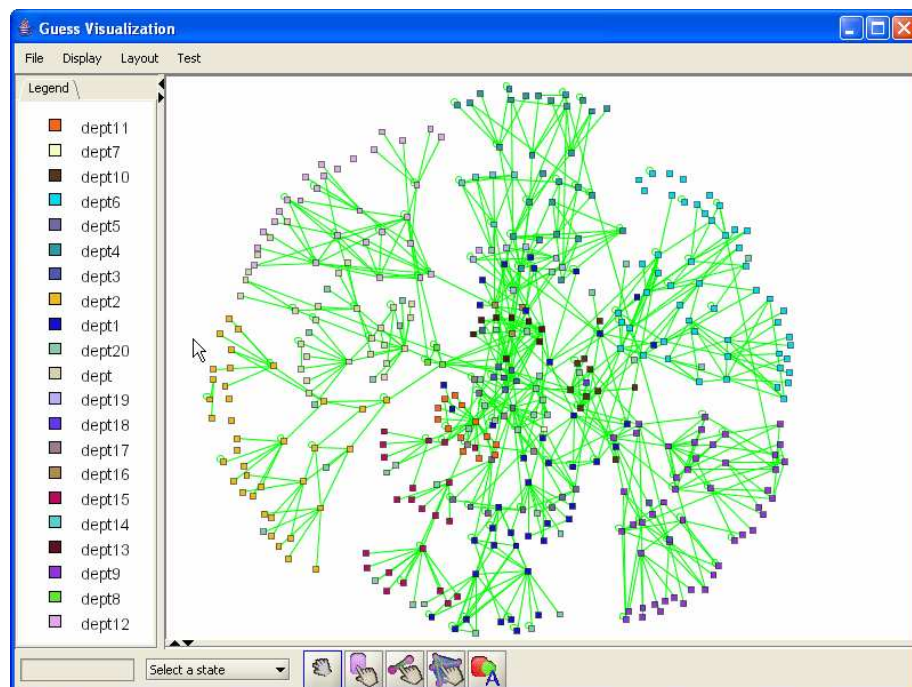 Guess Visualization
File Display Layout Test
Legend
dept11
dept7
dept10
dept6
dept5
dept4
dept3
dept2
dept1
dept20
dept
dept19
dept18
dept17
dept16
dept15
dept14
dept13
dept9
dept8
dept12
Select a state
A